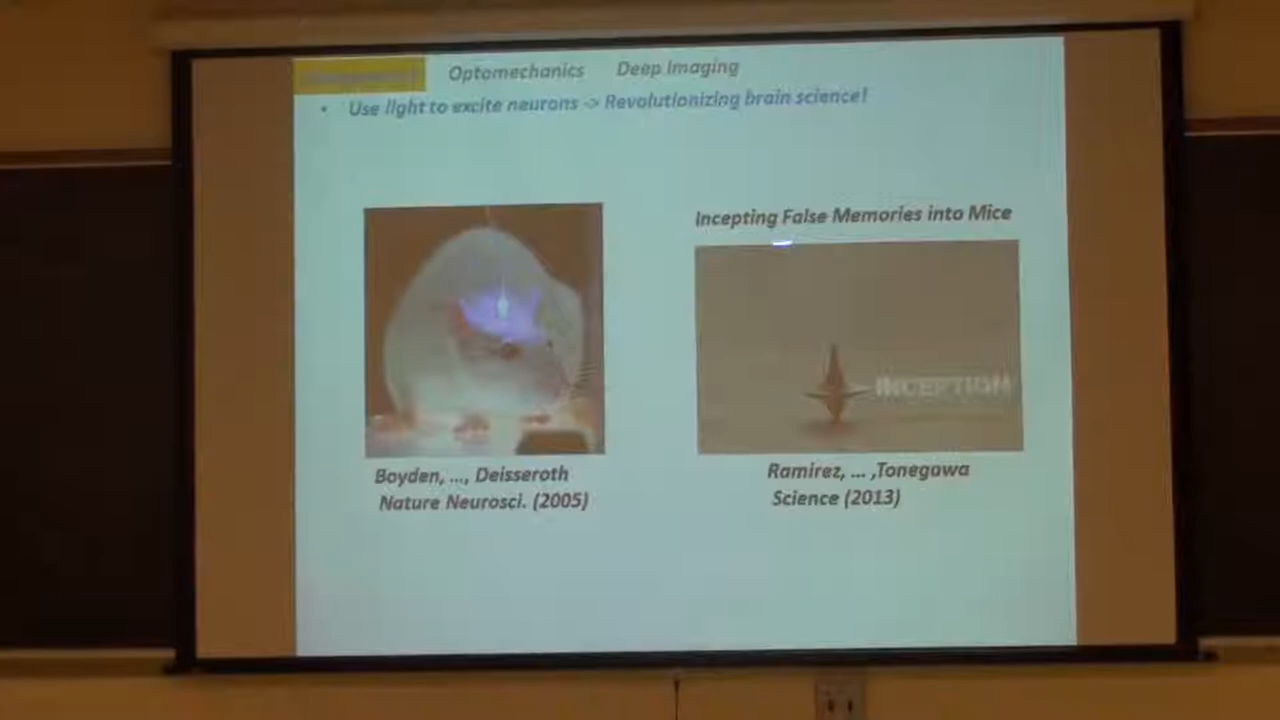 Optomechanics Deep Imaging
• Use light to excite neurons -> Revolutionizing brain science!
Incepting False Memories into Mice
INCEPTION
Boyden, ..., Deisseroth
Nature Neurosci. (2005)
Ramirez, ... ,Tonegawa
Science (2013)